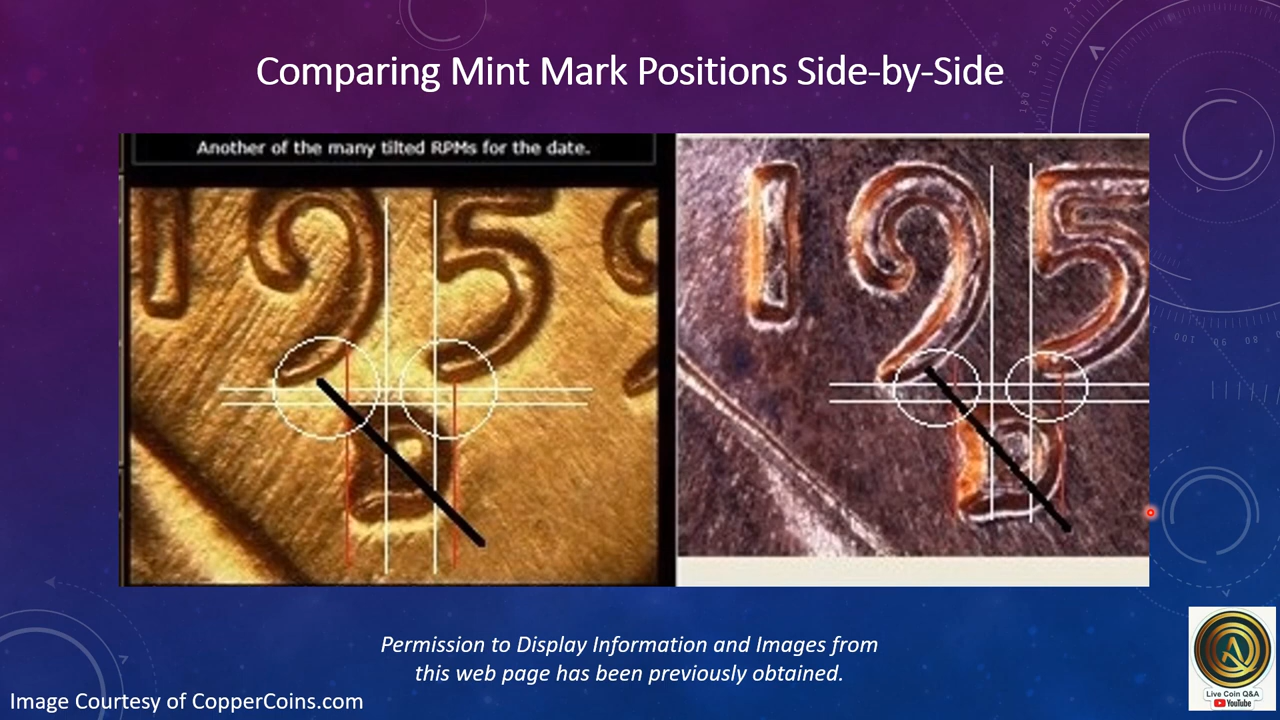 Comparing Mint Mark Positions Side-by-Side
Another of the many tilted RPMs for the date.
1959
D
195
D
Permission to Display Information and Images from
this web page has been previously obtained.
Image Courtesy of CopperCoins.com
Live Coin Q&A
YouTube